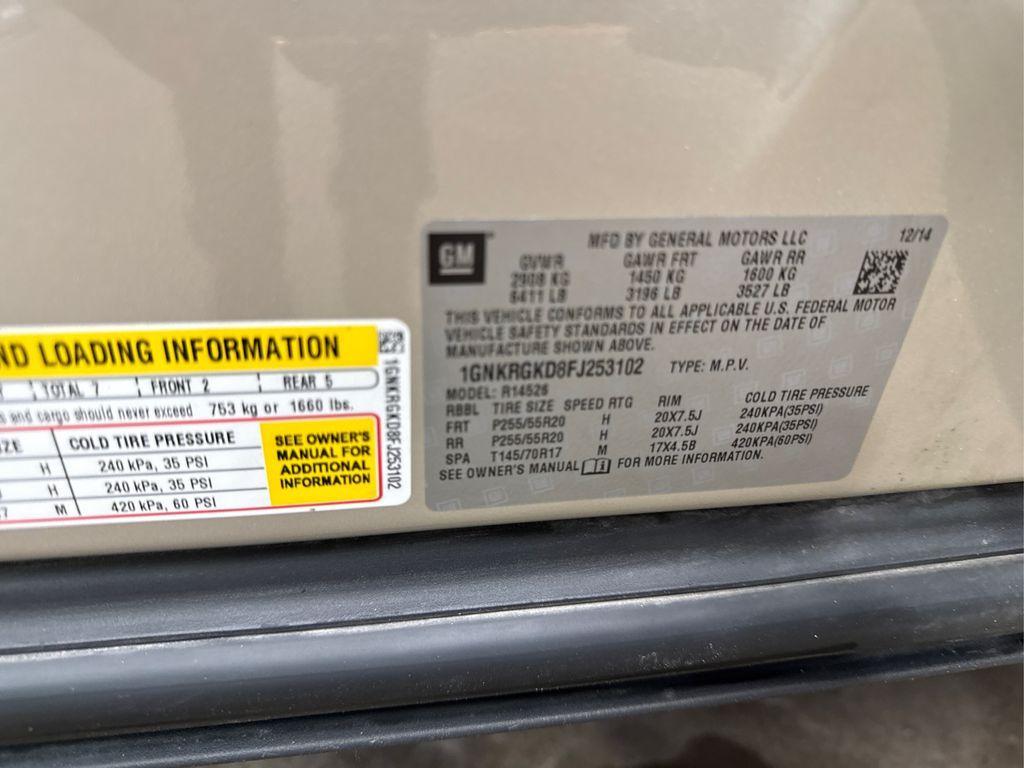 ND LOADING INFORMATION
TOTAL 7 FRONT 2 REAR 5
and cargo should never exceed 753 kg or 1660 lbs.
COLD TIRE PRESSURE
H 240 kPa, 35 PSI
H 240 kPa, 35 PSI
7 M 420 kPa, 60 PSI
SEE OWNER'S
MANUAL FOR
ADDITIONAL
INFORMATION
1GNKRGKD8FJ253102
GM
MFD BY GENERAL MOTORS LLC 12/14
GVWR GAWR FRT GAWR RR
2908 KG 1450 KG 1600 KG
6411 LB 3196 LB 3527 LB
THIS VEHICLE CONFORMS TO ALL APPLICABLE U.S. FEDERAL MOTOR
VEHICLE SAFETY STANDARDS IN EFFECT ON THE DATE OF
MANUFACTURE SHOWN ABOVE.
1GNKRGKD8FJ253102 TYPE: M.P.V.
MODEL: R14526
RBBL TIRE SIZE SPEED RTG RIM COLD TIRE PRESSURE
FRT P255/55R20 H 20X7.5J 240KPA(35PSI)
RR P255/55R20 H 20X7.5J 240KPA(35PSI)
SPA T145/70R17 M 17X4.5B 420KPA(60PSI)
SEE OWNER'S MANUAL FOR MORE INFORMATION.